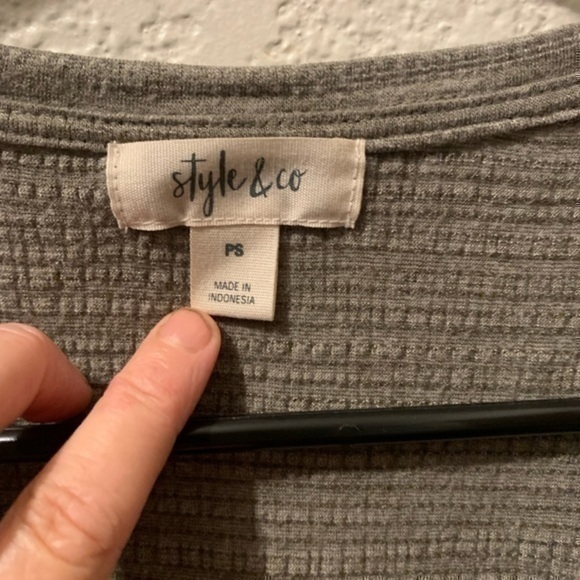 style & co
PS
MADE IN
INDONESIA